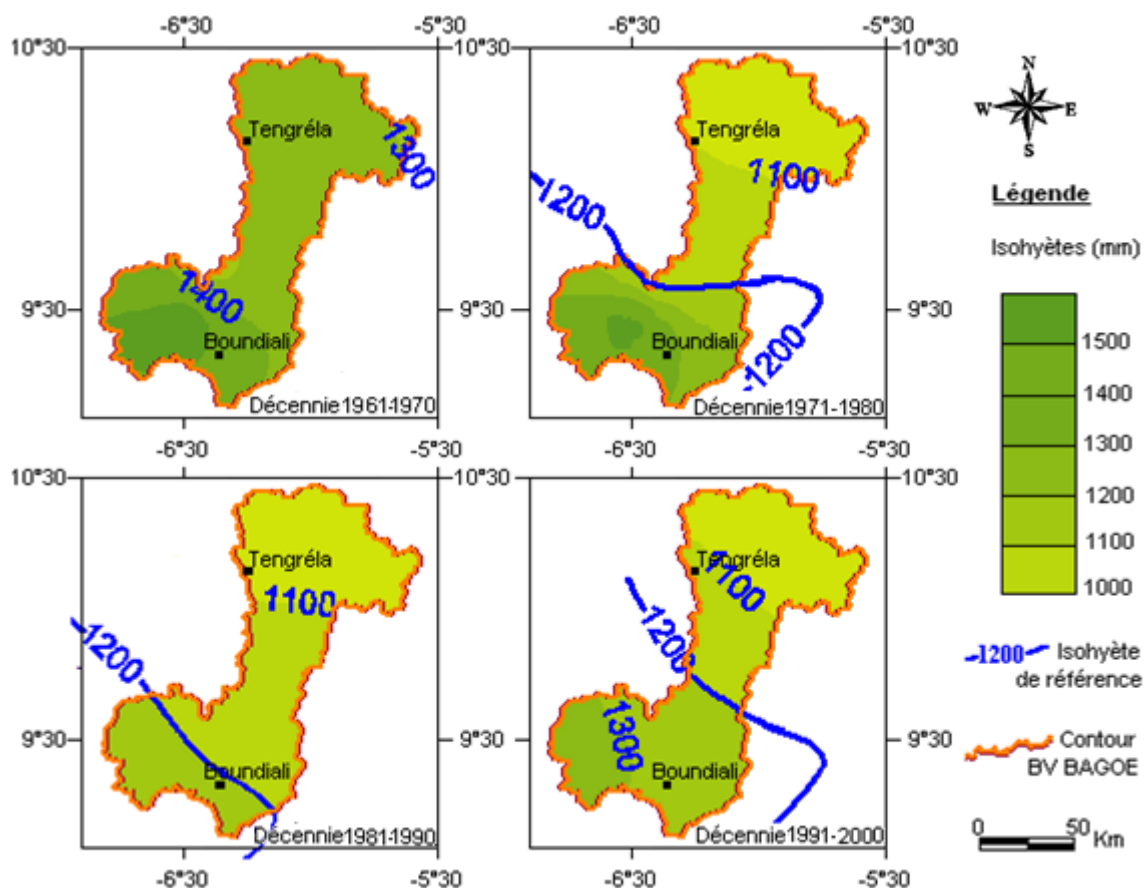 -6°30 -5°30 -6°30 -5°30
10°30 10°30
Tengréla
1300
1400
9°30
Boundiali
Décennie1961-1970
Tengréla
1100
-1200
9°30
Boundiali
-1200
Décennie1971-1980
-6°30 -5°30 -6°30 -5°30
10°30 10°30
Tengréla
1100
-1200
9°30
Boundiali
Décennie1981-1990
Tengréla
1100
-1200
9°30
1300
Boundiali
Décennie1991-2000
-6°30 -5°30 -6°30 -5°30
N
W E
S
Légende
Isohyètes (mm)
1500
1400
1300
1200
1100
1000
-1200 Isohyète
de référence
Contour
BV BAGOE
0 50
Km